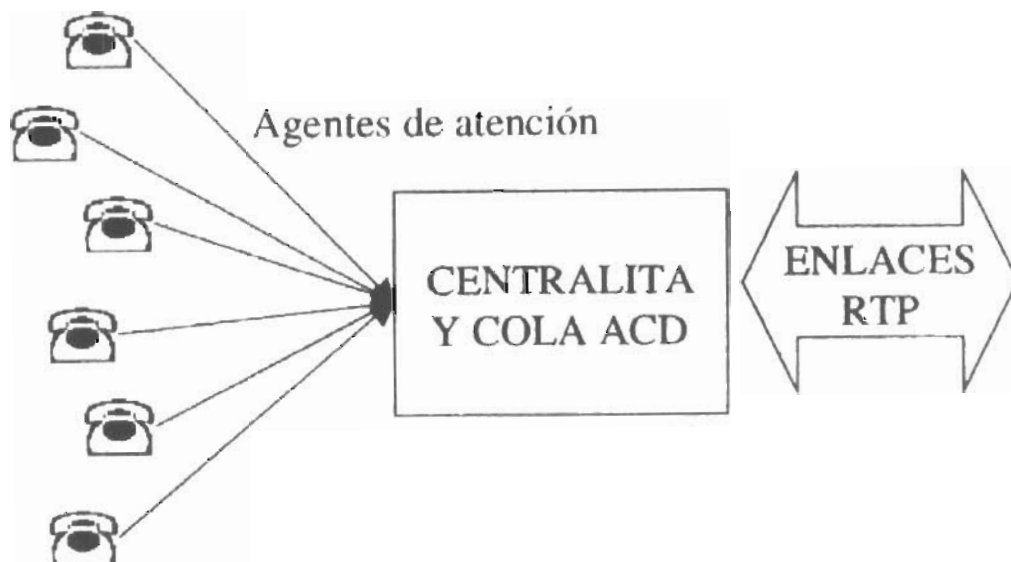 Agentes de atención
CENTRALITA
Y COLA ACD
ENLACES
RTP